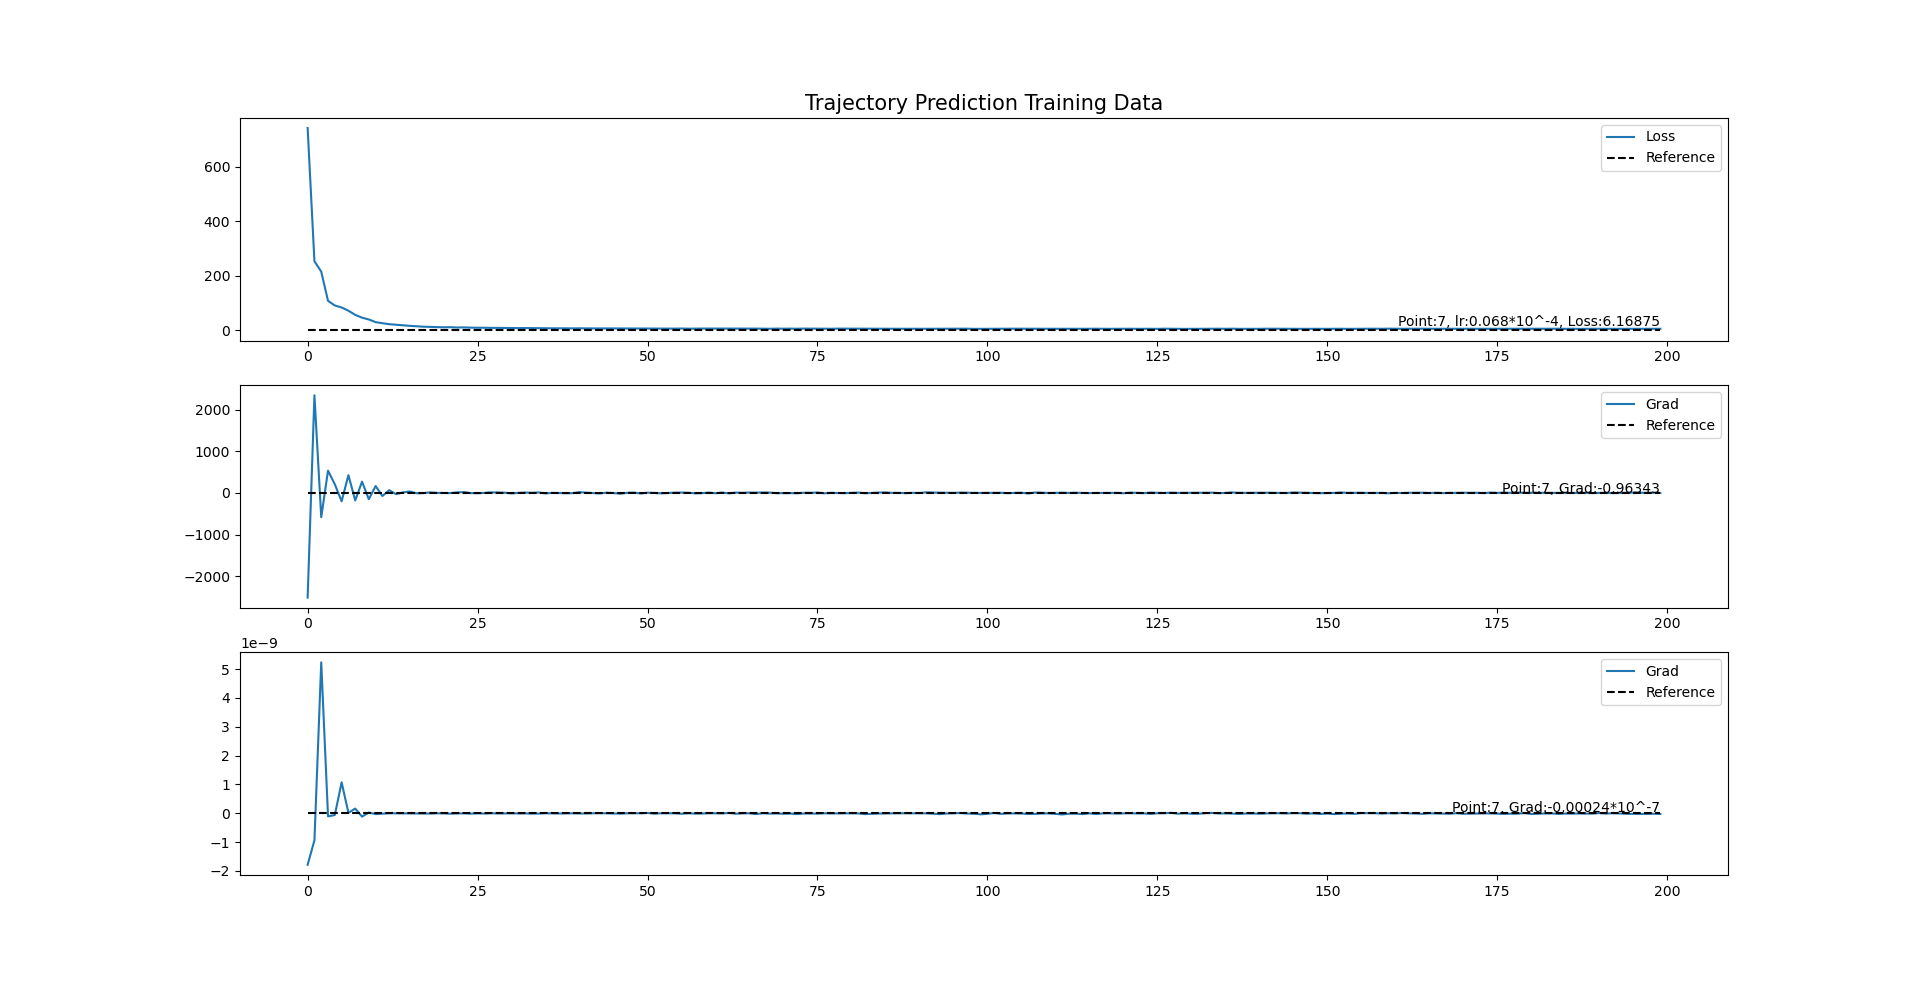 Trajectory Prediction Training Data
Loss
Reference
600
400
200
0
Point:7, lr:0.068*10^-4, Loss:6.16875
0 25 50 75 100 125 150 175 200
Grad
Reference
2000
1000
0
−1000
−2000
Point:7, Grad:-0.96343
0 25 50 75 100 125 150 175 200
1e−9
Grad
Reference
5
4
3
2
1
0
−1
−2
Point:7, Grad:-0.00024*10^-7
0 25 50 75 100 125 150 175 200